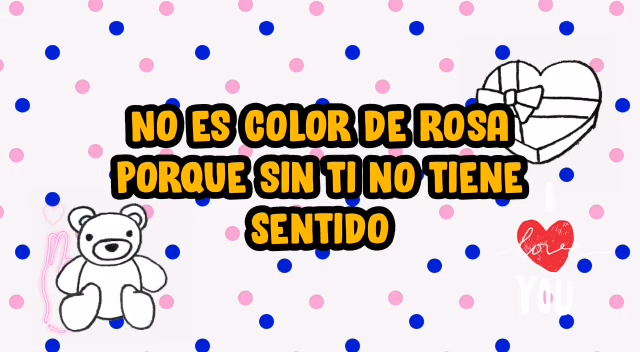 NO ES COLOR DE ROSA
PORQUE SIN TI NO TIENE
SENTIDO
I
love
YOU